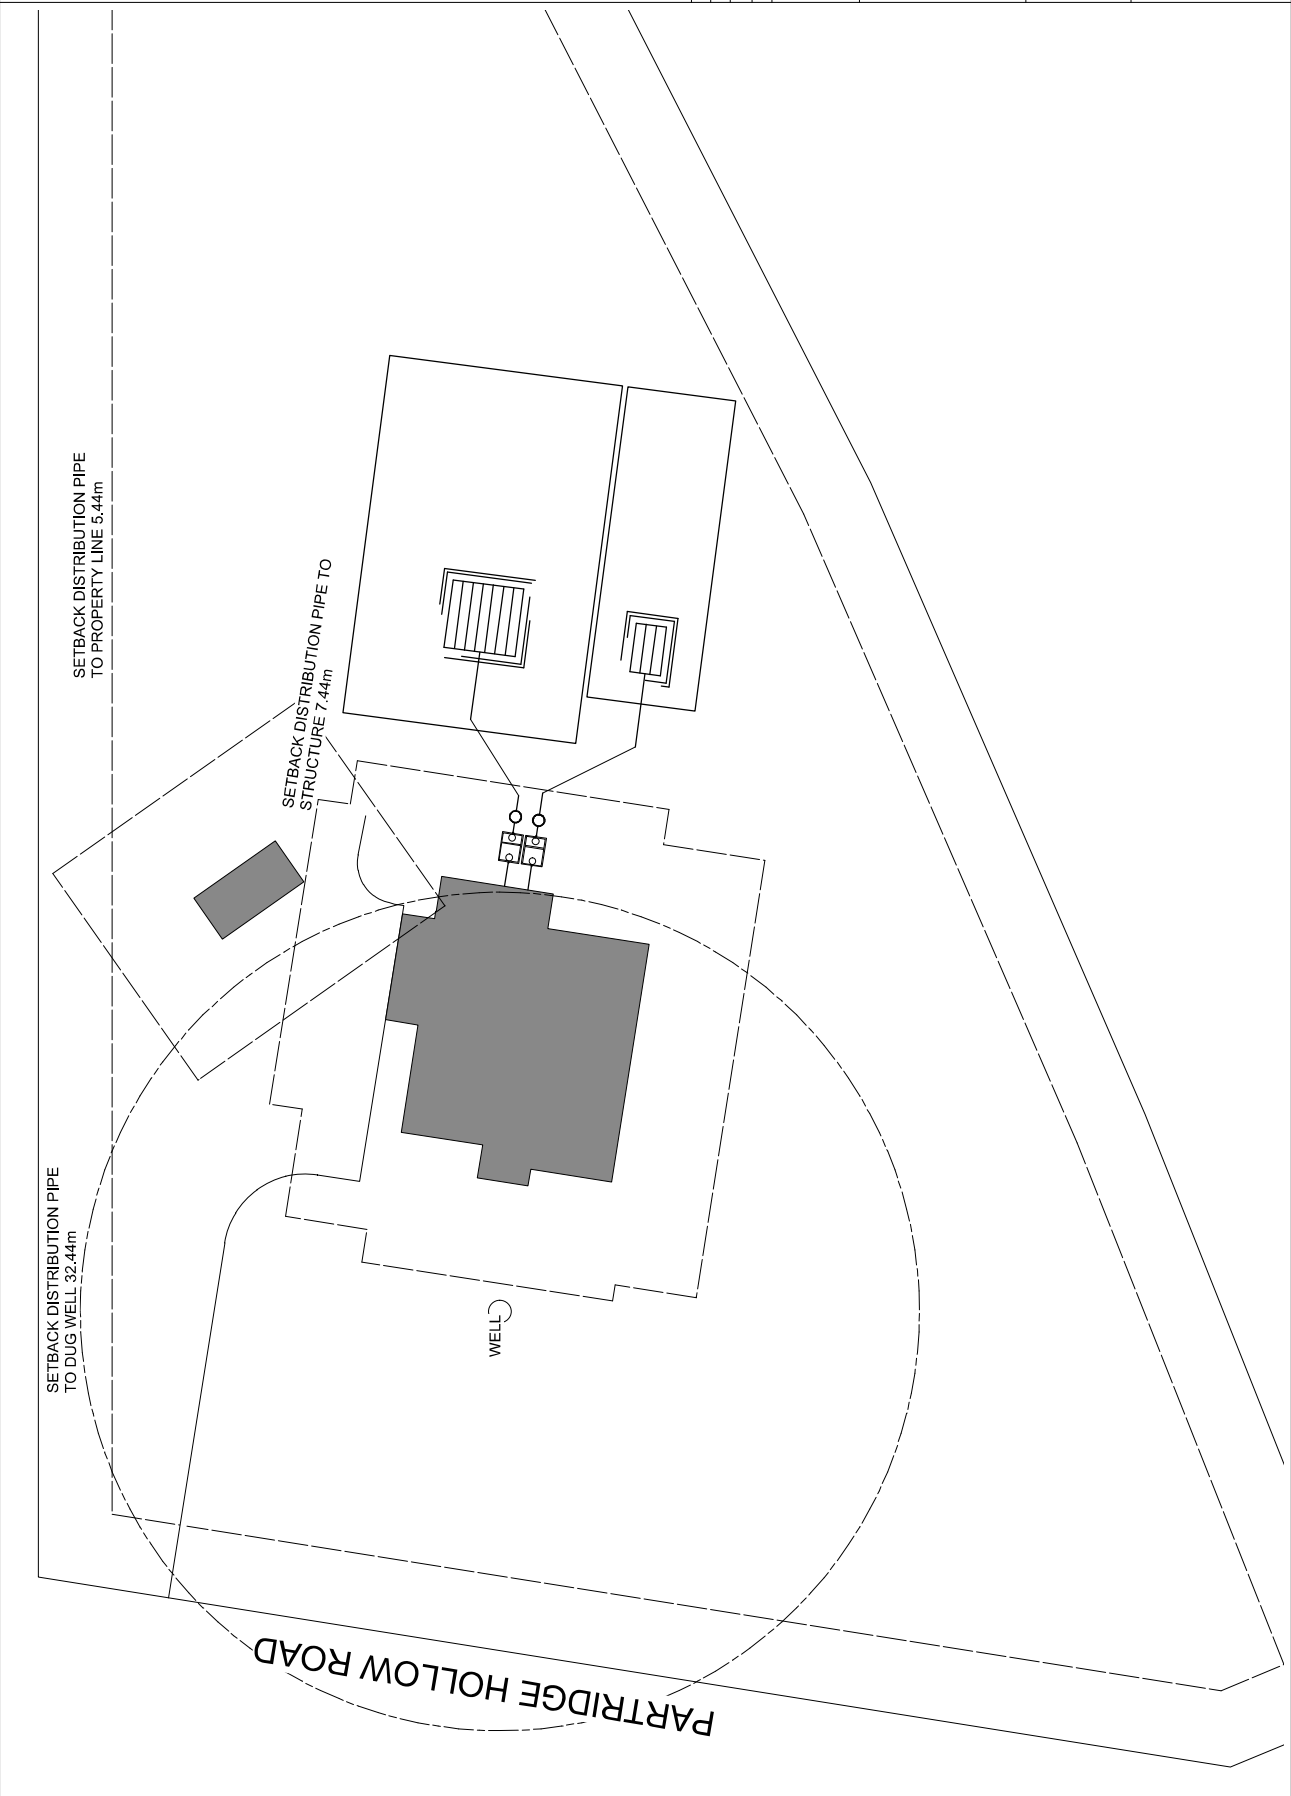 SETBACK DISTRIBUTION PIPE
TO PROPERTY LINE 5.44m
SETBACK DISTRIBUTION PIPE TO
STRUCTURE 7.44m
SETBACK DISTRIBUTION PIPE
TO DUG WELL 32.44m
WELL
PARTRIDGE HOLLOW ROAD